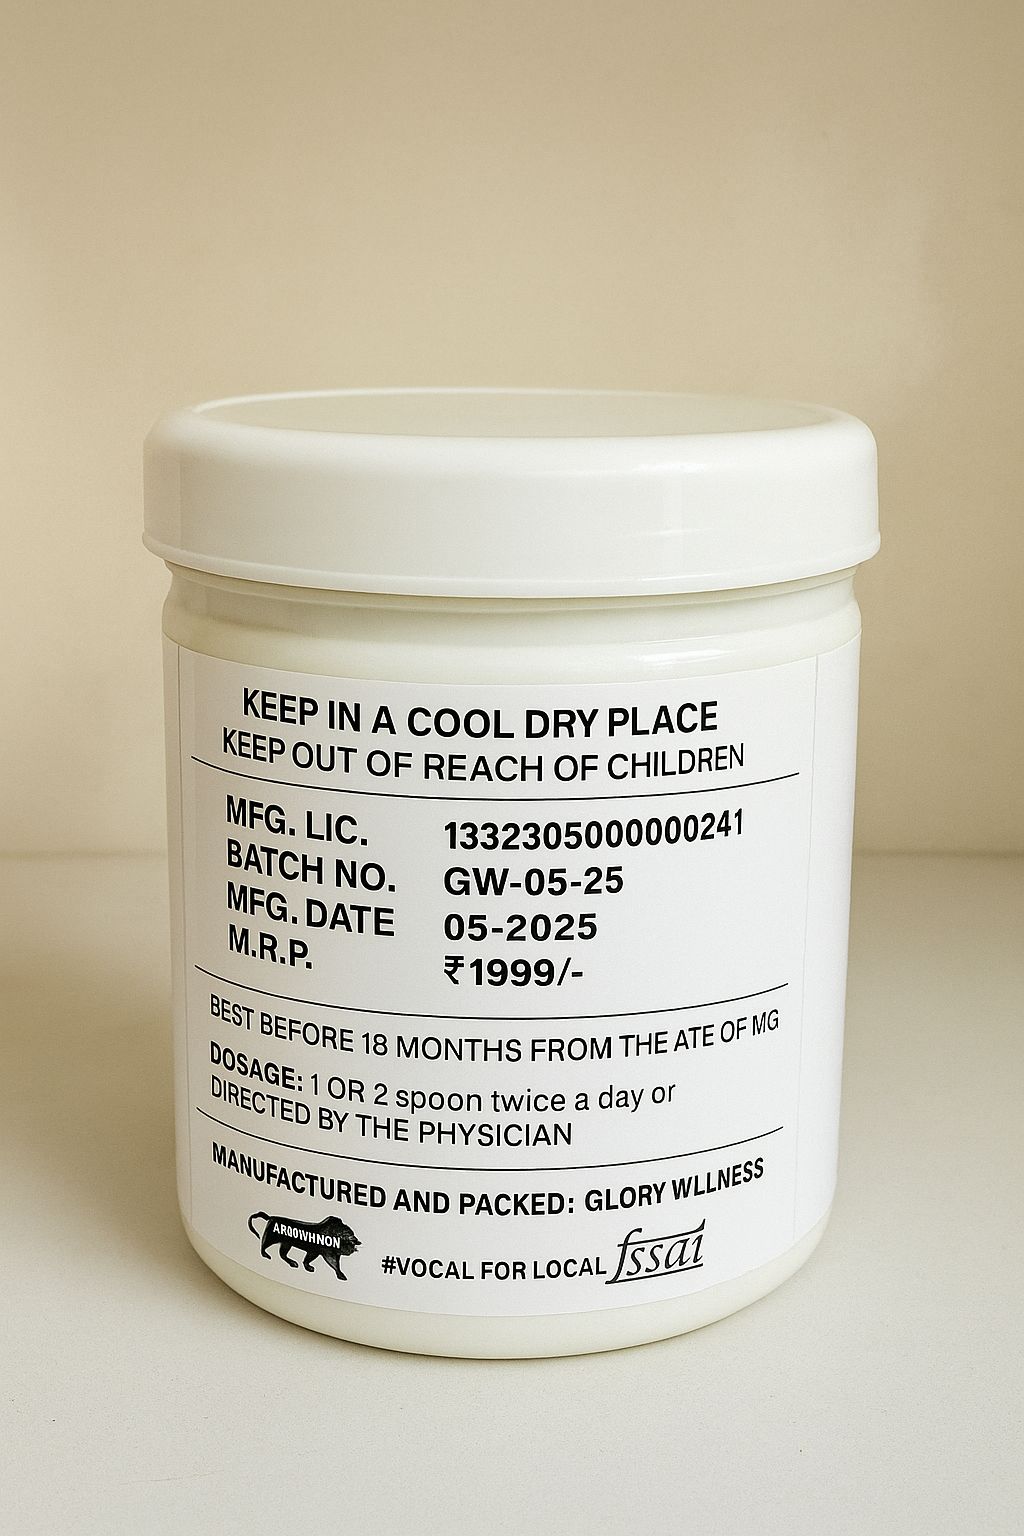 KEEP IN A COOL DRY PLACE
KEEP OUT OF REACH OF CHILDREN
MFG. LIC. 1332305000000241
BATCH NO. GW-05-25
MFG. DATE 05-2025
M.R.P. ₹1999/-
BEST BEFORE 18 MONTHS FROM THE ATE OF MG
DOSAGE: 1 OR 2 spoon twice a day or
DIRECTED BY THE PHYSICIAN
MANUFACTURED AND PACKED: GLORY WLLNESS
AROOWHNON
#VOCAL FOR LOCAL fssai